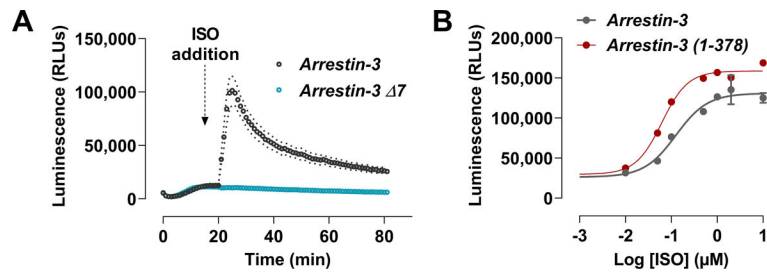 A
ISO
addition
Luminescence (RLUs)
150,000
100,000
50,000
0
Arrestin-3
Arrestin-3 Δ7
0 20 40 60 80
Time (min)
B
Arrestin-3
Arrestin-3 (1-378)
Luminescence (RLUs)
200,000
150,000
100,000
50,000
0
-3 -2 -1 0 1
Log [ISO] (μM)